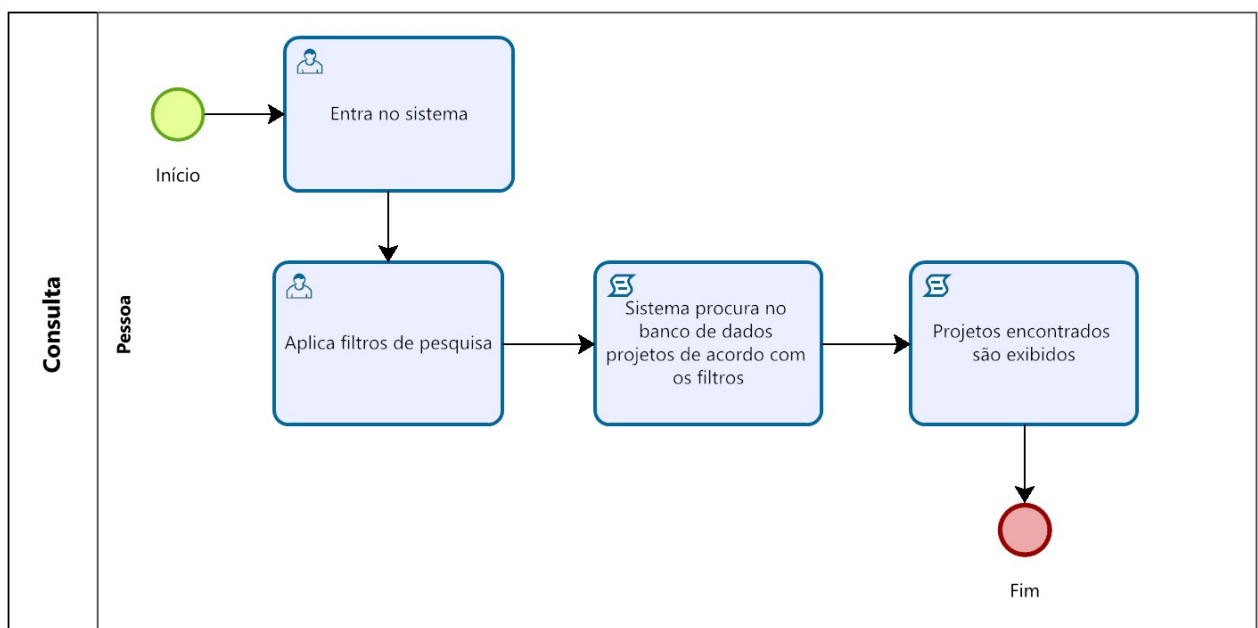 Consulta
Pessoa
Início
Entra no sistema
Aplica filtros de pesquisa
Sistema procura no
banco de dados
projetos de acordo com
os filtros
Projetos encontrados
são exibidos
Fim